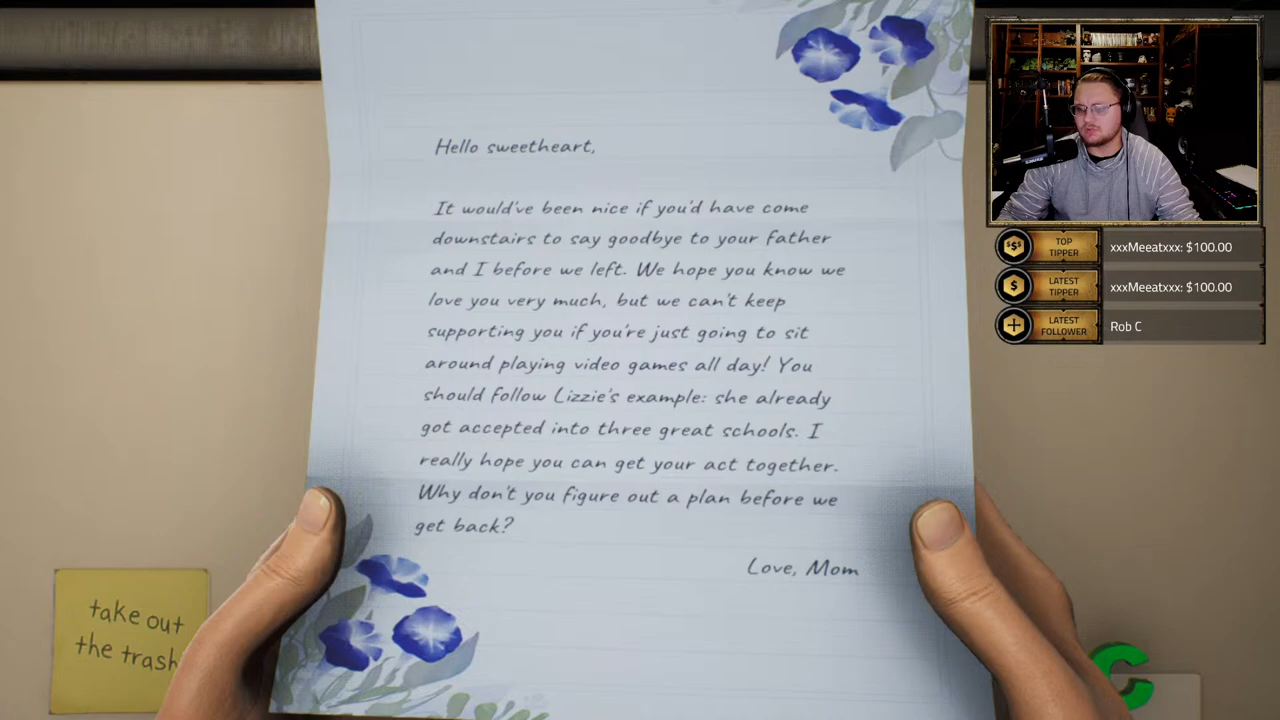 Hello sweetheart,
It would've been nice if you'd have come
downstairs to say goodbye to your father
and I before we left. We hope you know we
love you very much, but we can't keep
supporting you if you're just going to sit
around playing video games all day! You
should follow Lizzie's example: she already
got accepted into three great schools. I
really hope you can get your act together.
Why don't you figure out a plan before we
get back?
Love, Mom
take out
the trash
C
$$$
TOP
TIPPER
xxxMeeatxxx: $100.00
$
LATEST
TIPPER
xxxMeeatxxx: $100.00
+
LATEST
FOLLOWER
Rob C